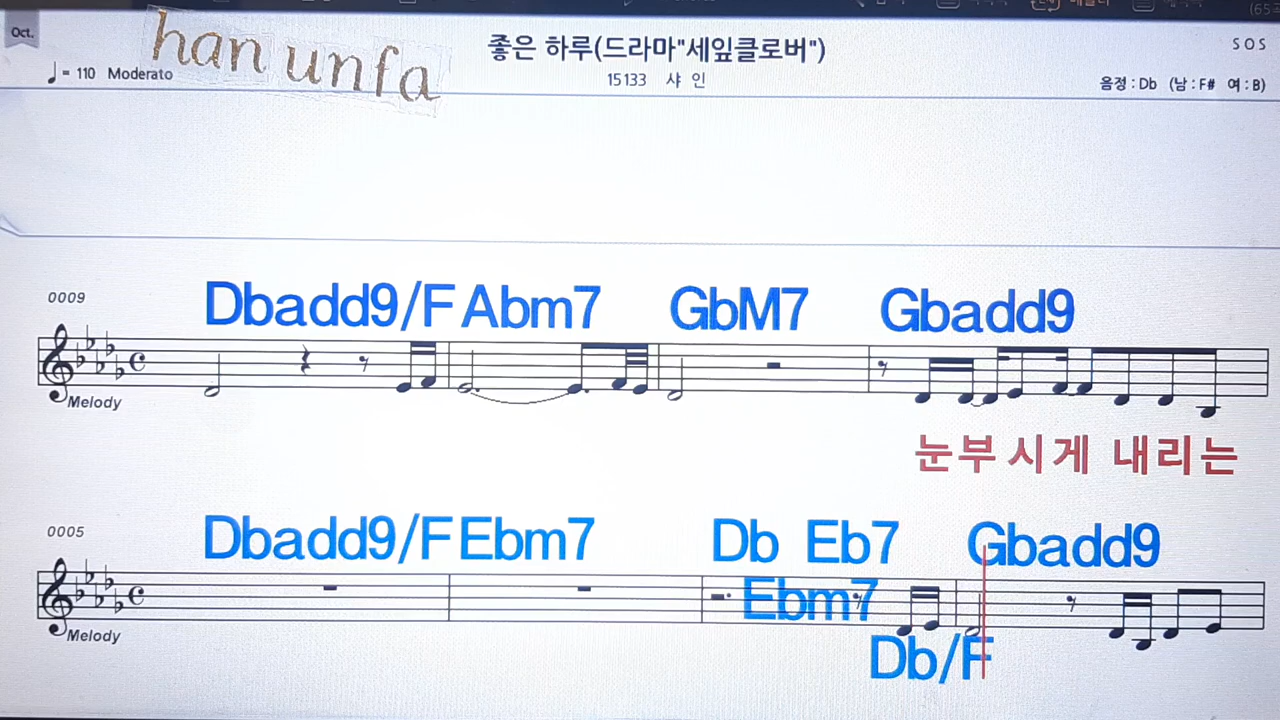 Oct.
han unfa
좋은 하루(드라마"세잎클로버")
SOS
♩= 110 Moderato
15133 샤 인
음정 : Db (남 : F# 여 : B)
0009
Dbadd9/F Abm7 GbM7 Gbadd9
Melody
눈부시게 내리는
0005
Dbadd9/F Ebm7 Db Eb7 Gbadd9
Ebm7
Melody
Db/F